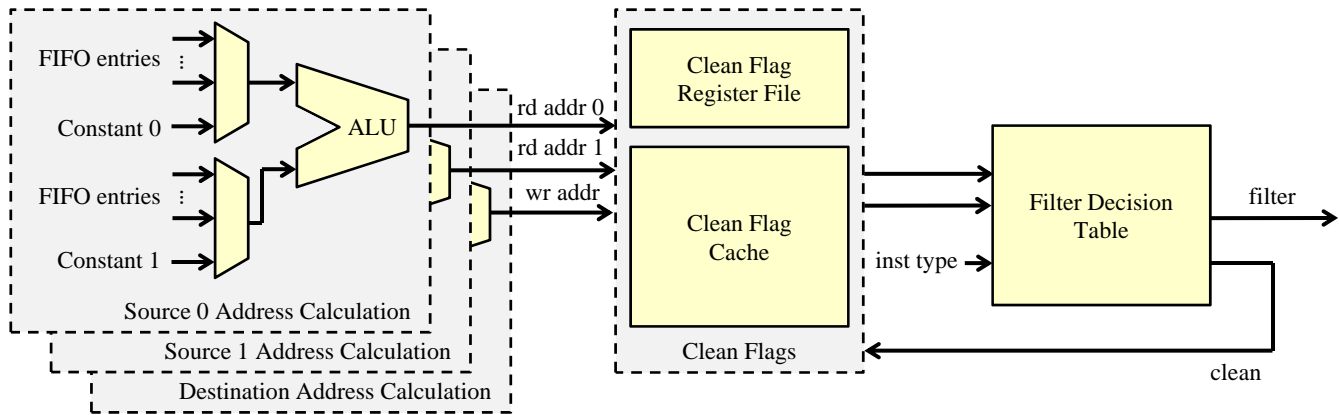 FIFO entries
...
Constant 0
FIFO entries
...
Constant 1
ALU
Source 0 Address Calculation
Source 1 Address Calculation
Destination Address Calculation
rd addr 0
rd addr 1
wr addr
Clean Flag
Register File
Clean Flag
Cache
Clean Flags
inst type
Filter Decision
Table
filter
clean